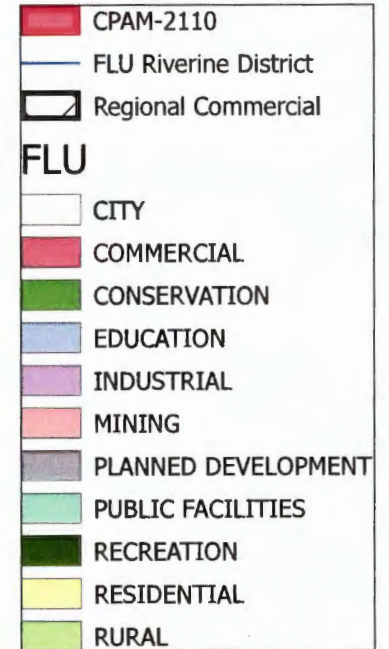 CPAM-2110
FLU Riverine District
Regional Commercial
FLU
CITY
COMMERCIAL
CONSERVATION
EDUCATION
INDUSTRIAL
MINING
PLANNED DEVELOPMENT
PUBLIC FACILITIES
RECREATION
RESIDENTIAL
RURAL